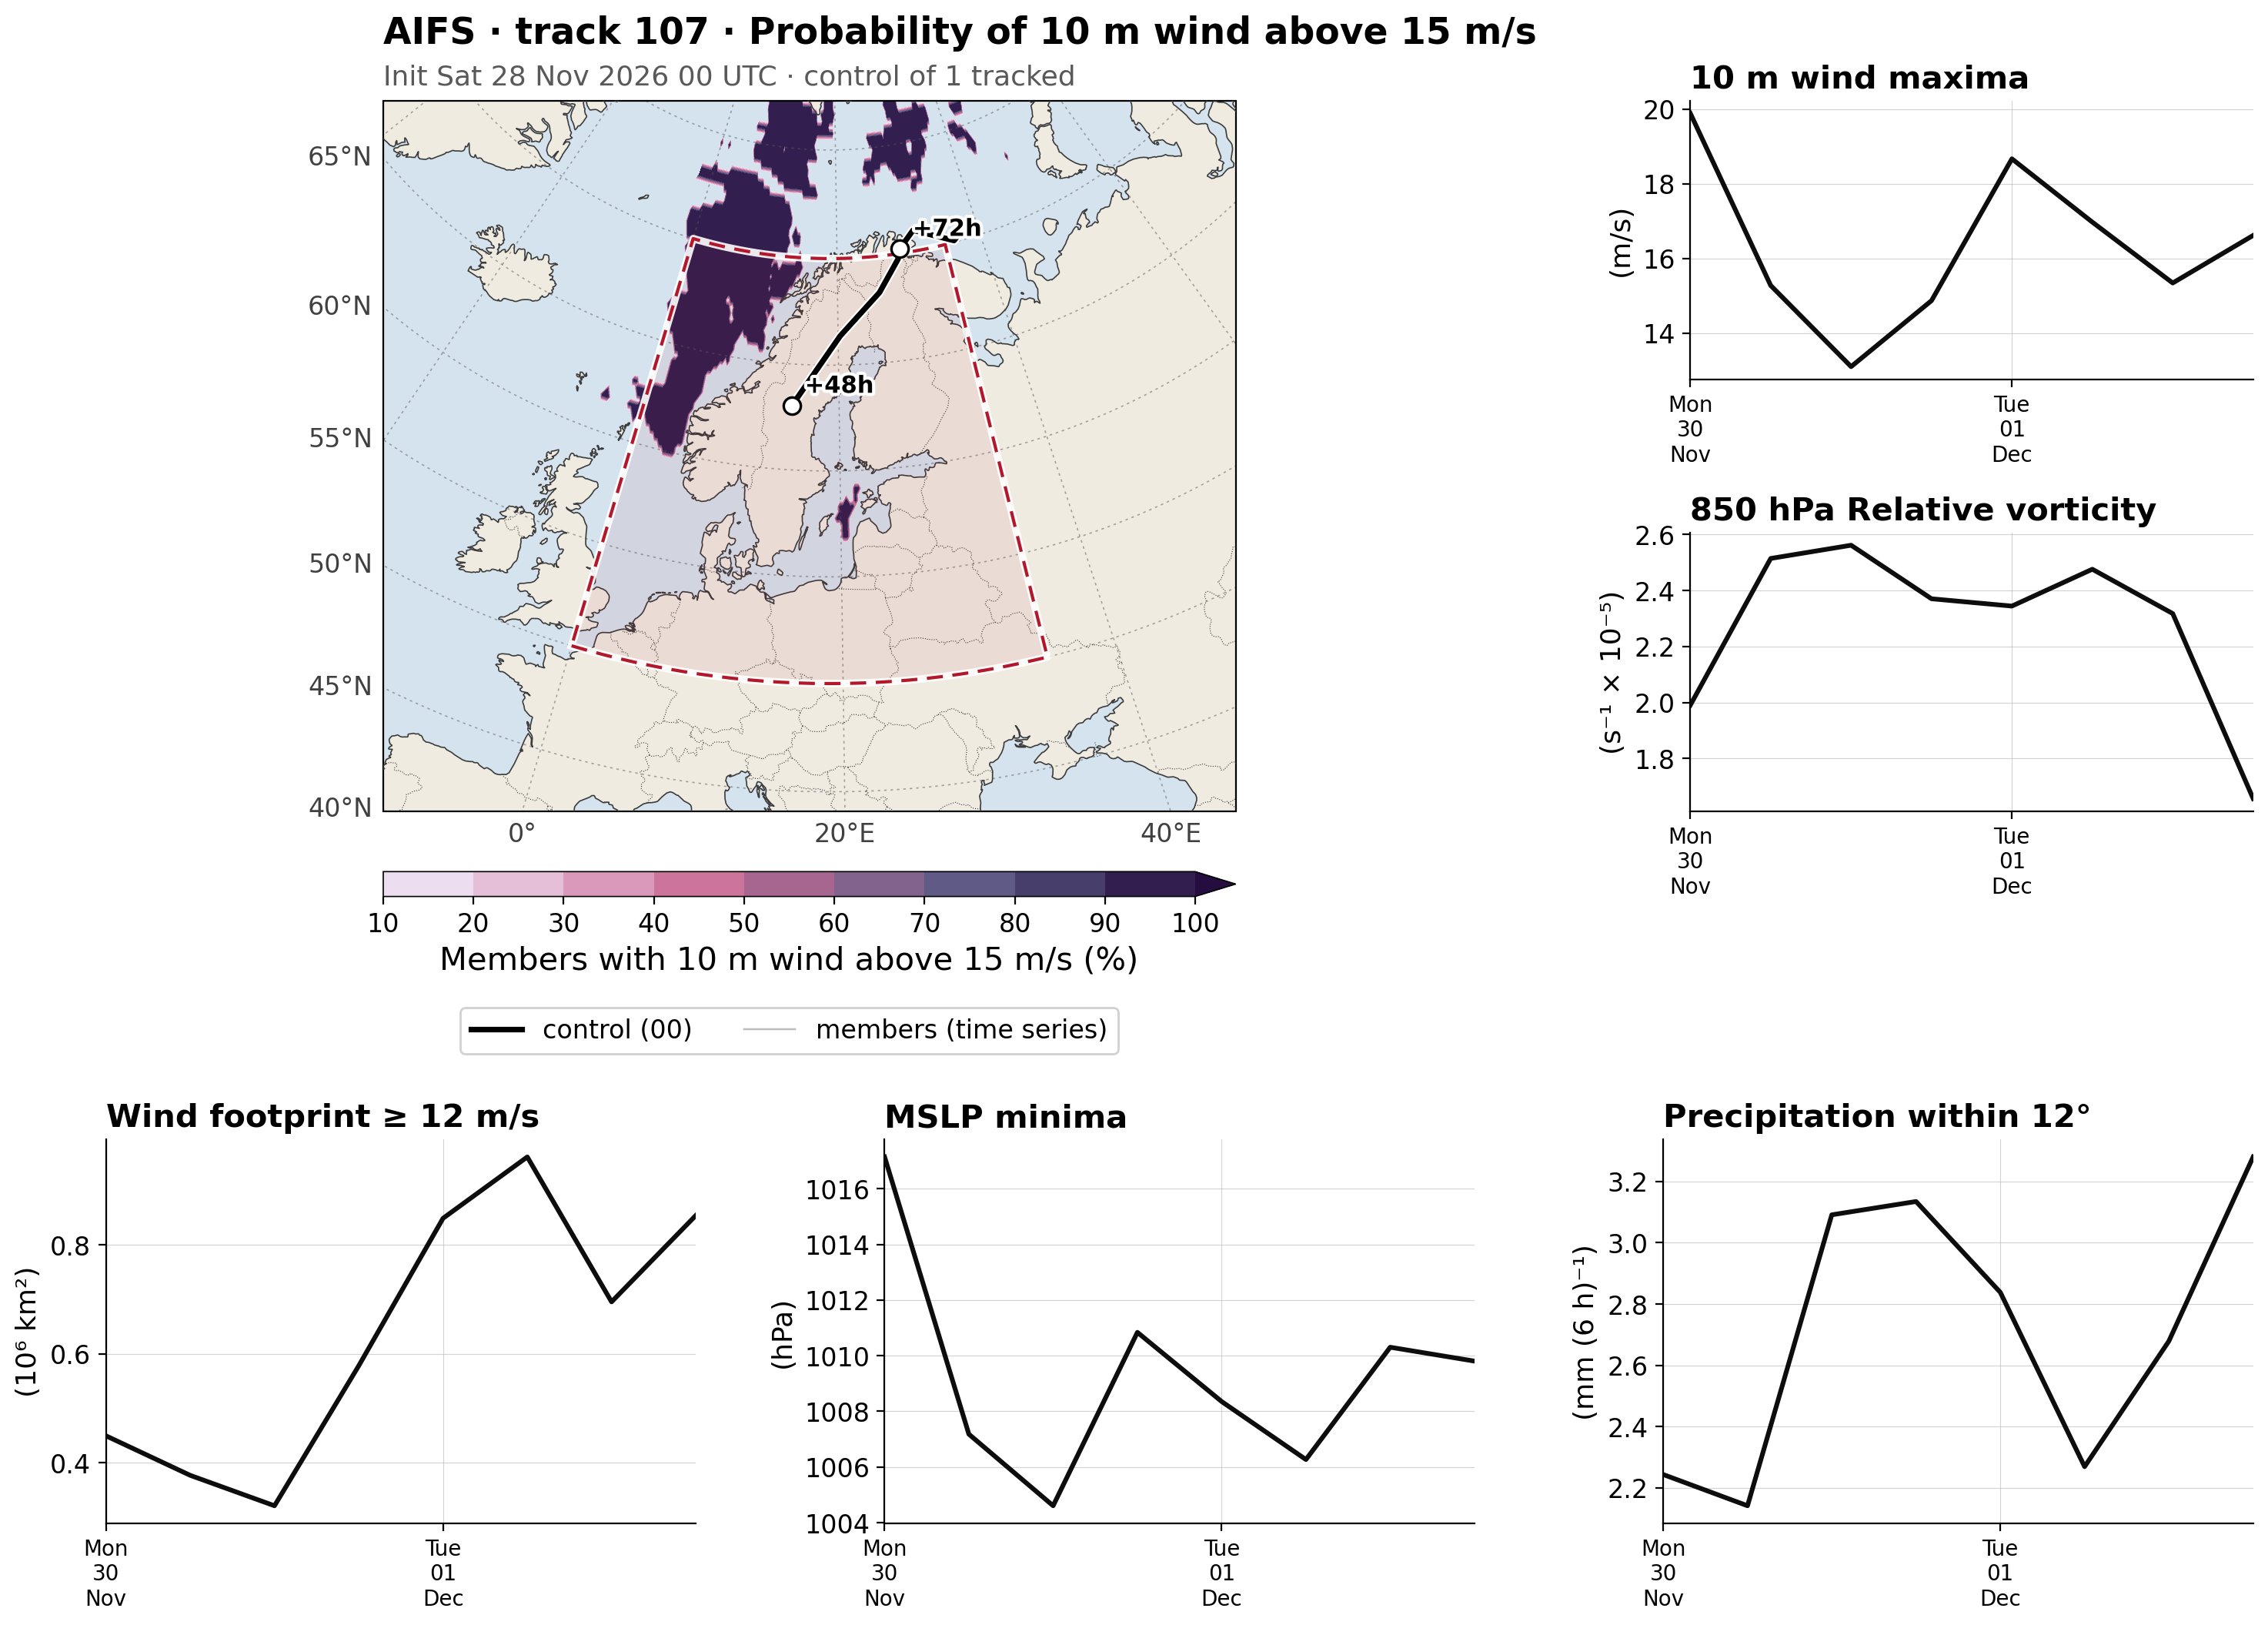 AIFS · track 107 · Probability of 10 m wind above 15 m/s
Init Sat 28 Nov 2026 00 UTC · control of 1 tracked
65°N
60°N
55°N
50°N
45°N
40°N
0°
20°E
40°E
+72h
+48h
10 20 30 40 50 60 70 80 90 100
Members with 10 m wind above 15 m/s (%)
control (00)
members (time series)
10 m wind maxima
(m/s)
20
18
16
14
Mon
30
Nov
Tue
01
Dec
850 hPa Relative vorticity
(s⁻¹ × 10⁻⁵)
2.6
2.4
2.2
2.0
1.8
Mon
30
Nov
Tue
01
Dec
Wind footprint ≥ 12 m/s
(10⁶ km²)
0.8
0.6
0.4
Mon
30
Nov
Tue
01
Dec
MSLP minima
(hPa)
1016
1014
1012
1010
1008
1006
1004
Mon
30
Nov
Tue
01
Dec
Precipitation within 12°
(mm (6 h)⁻¹)
3.2
3.0
2.8
2.6
2.4
2.2
Mon
30
Nov
Tue
01
Dec